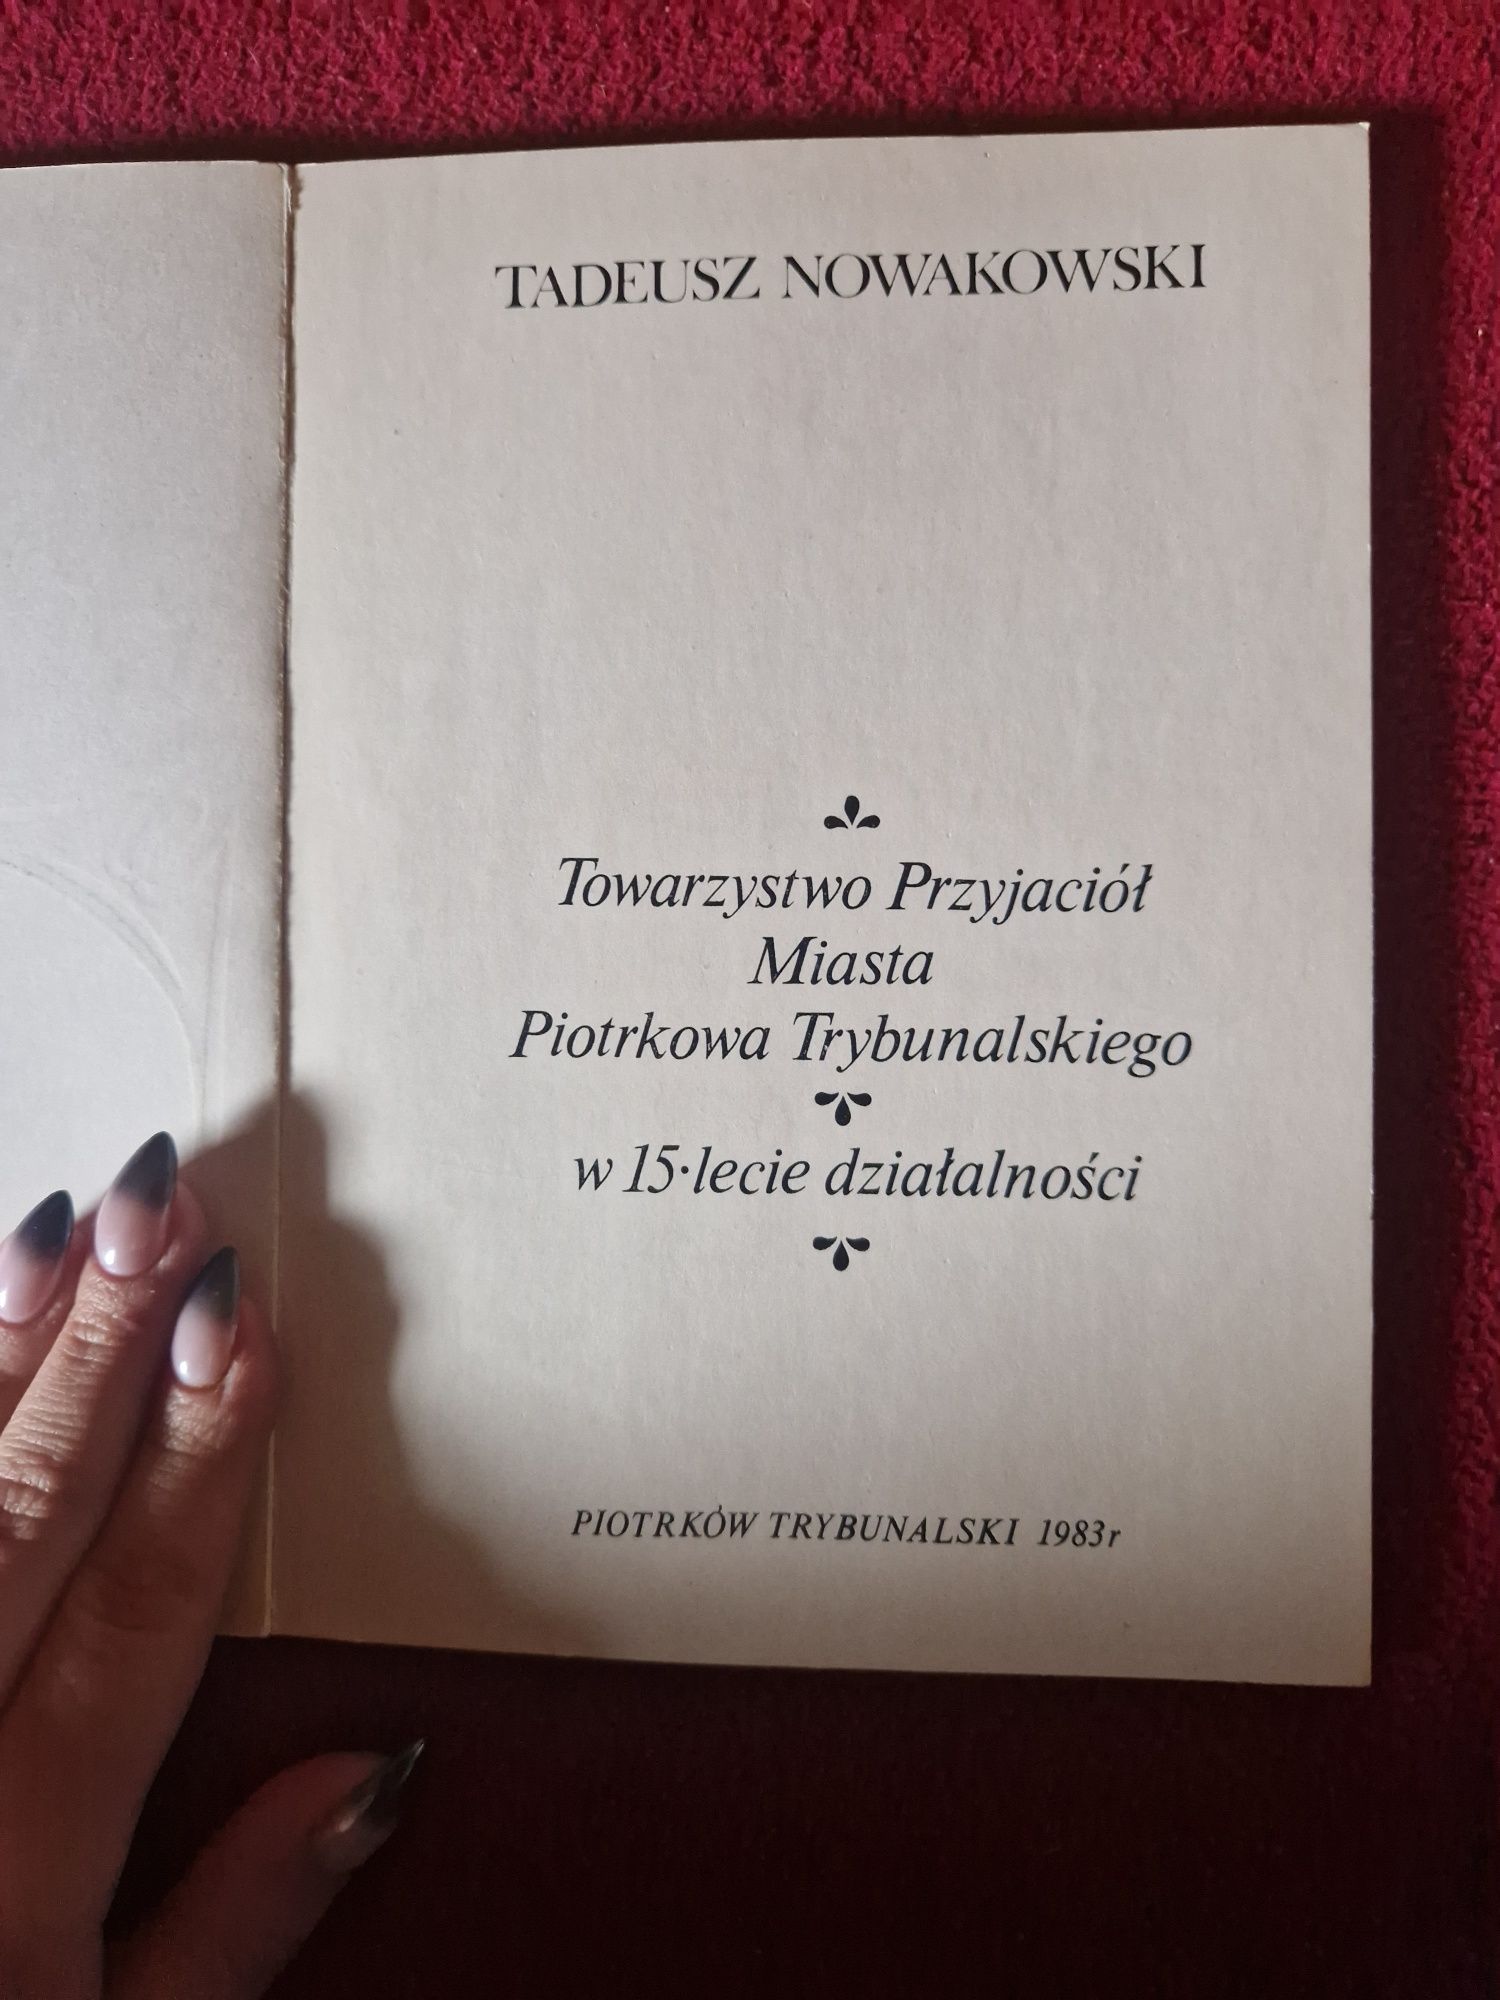 TADEUSZ NOWAKOWSKI
Towarzystwo Przyjaciół
Miasta
Piotrkowa Trybunalskiego
w 15-lecie działalności
PIOTRKÓW TRYBUNALSKI 1983r